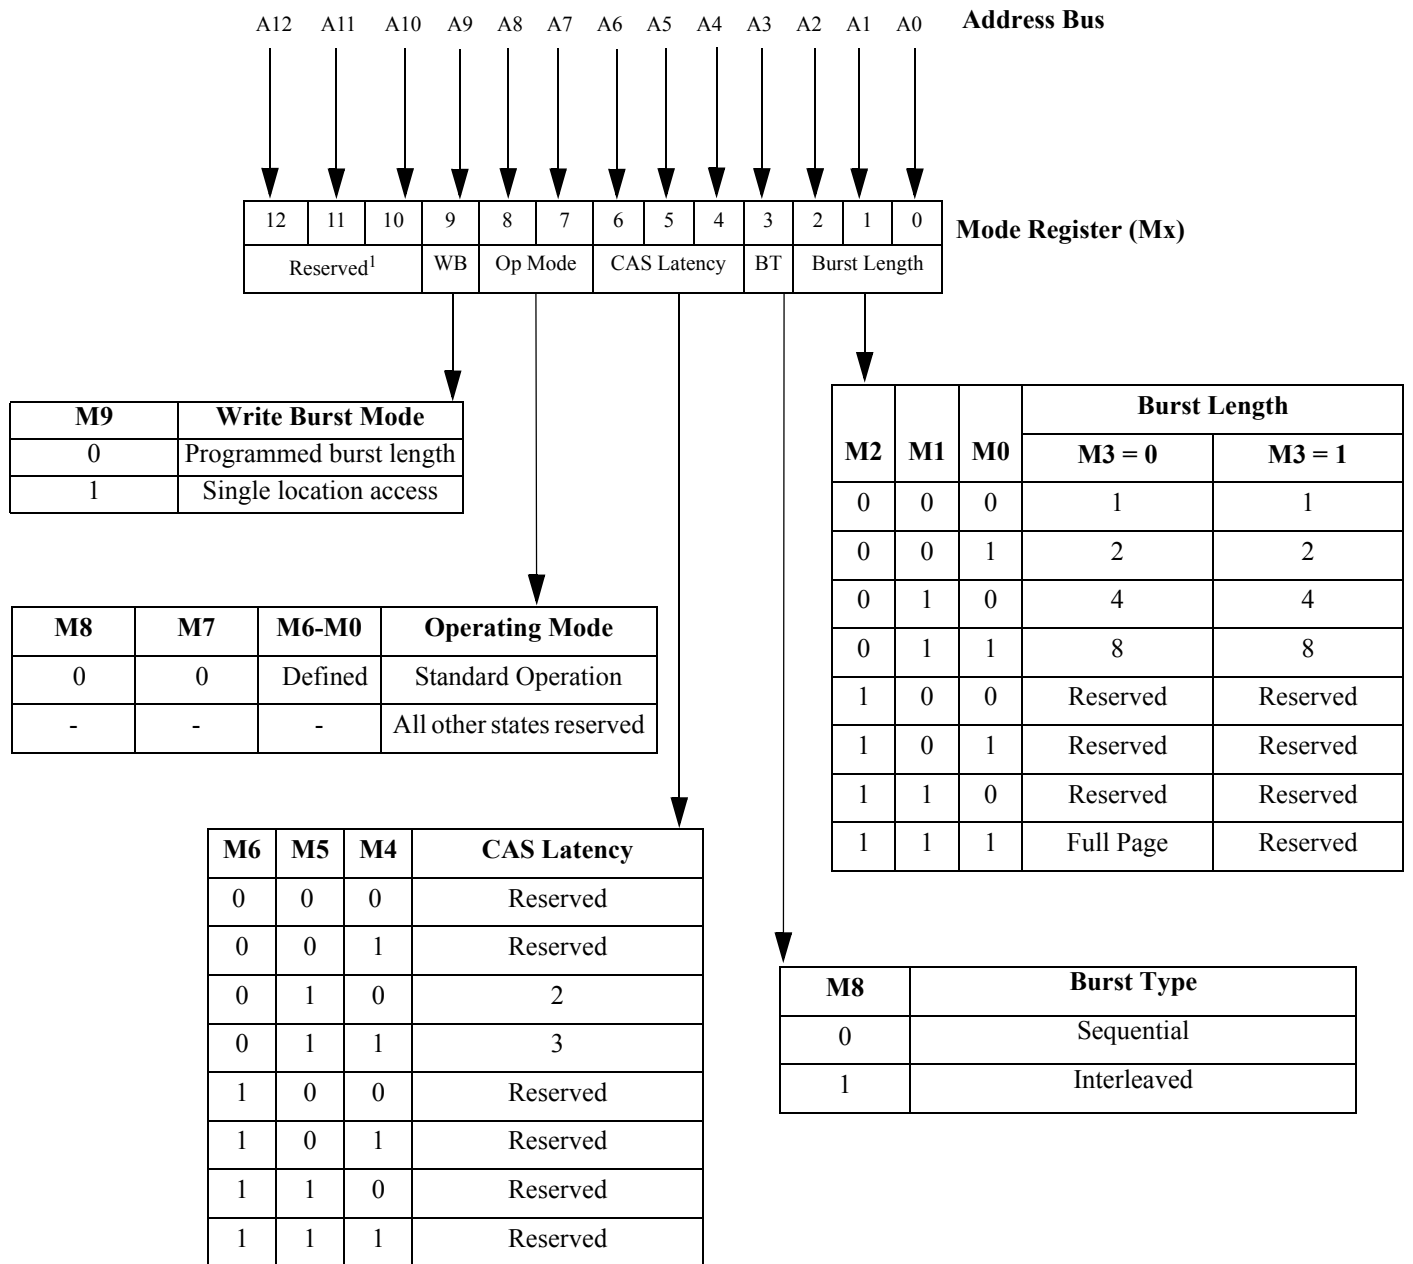 A12 A11 A10 A9 A8 A7 A6 A5 A4 A3 A2 A1 A0 Address Bus
12 11 10 9 8 7 6 5 4 3 2 1 0 Mode Register (Mx)
Reserved1 WB Op Mode CAS Latency BT Burst Length
M9 Write Burst Mode
0 Programmed burst length
1 Single location access
M8 M7 M6-M0 Operating Mode
0 0 Defined Standard Operation
- - - All other states reserved
M6 M5 M4 CAS Latency
0 0 0 Reserved
0 0 1 Reserved
0 1 0 2
0 1 1 3
1 0 0 Reserved
1 0 1 Reserved
1 1 0 Reserved
1 1 1 Reserved
Burst Length
M2 M1 M0 M3 = 0 M3 = 1
0 0 0 1 1
0 0 1 2 2
0 1 0 4 4
0 1 1 8 8
1 0 0 Reserved Reserved
1 0 1 Reserved Reserved
1 1 0 Reserved Reserved
1 1 1 Full Page Reserved
M8 Burst Type
0 Sequential
1 Interleaved